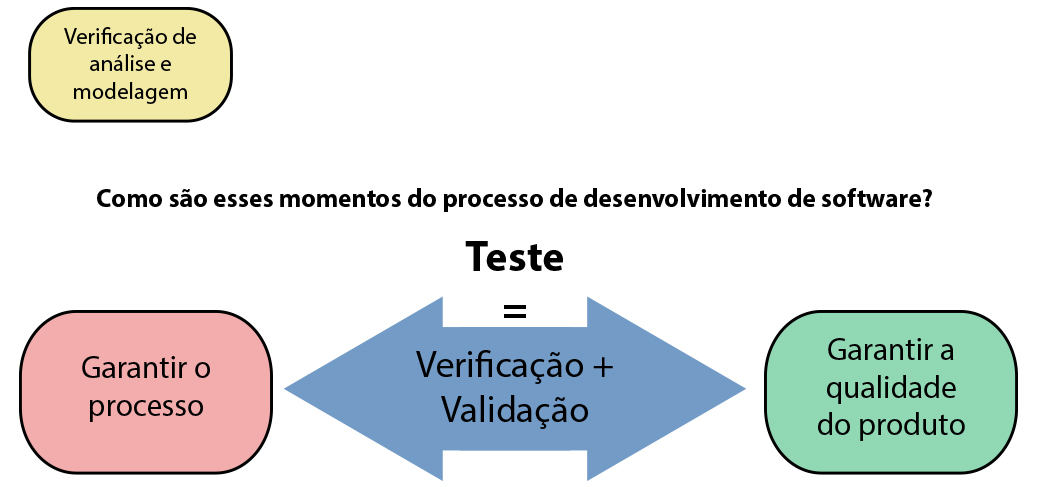 Verificação de
análise e
modelagem
Como são esses momentos do processo de desenvolvimento de software?
Teste
=
Garantir o
processo
Verificação +
Validação
Garantir a
qualidade
do produto